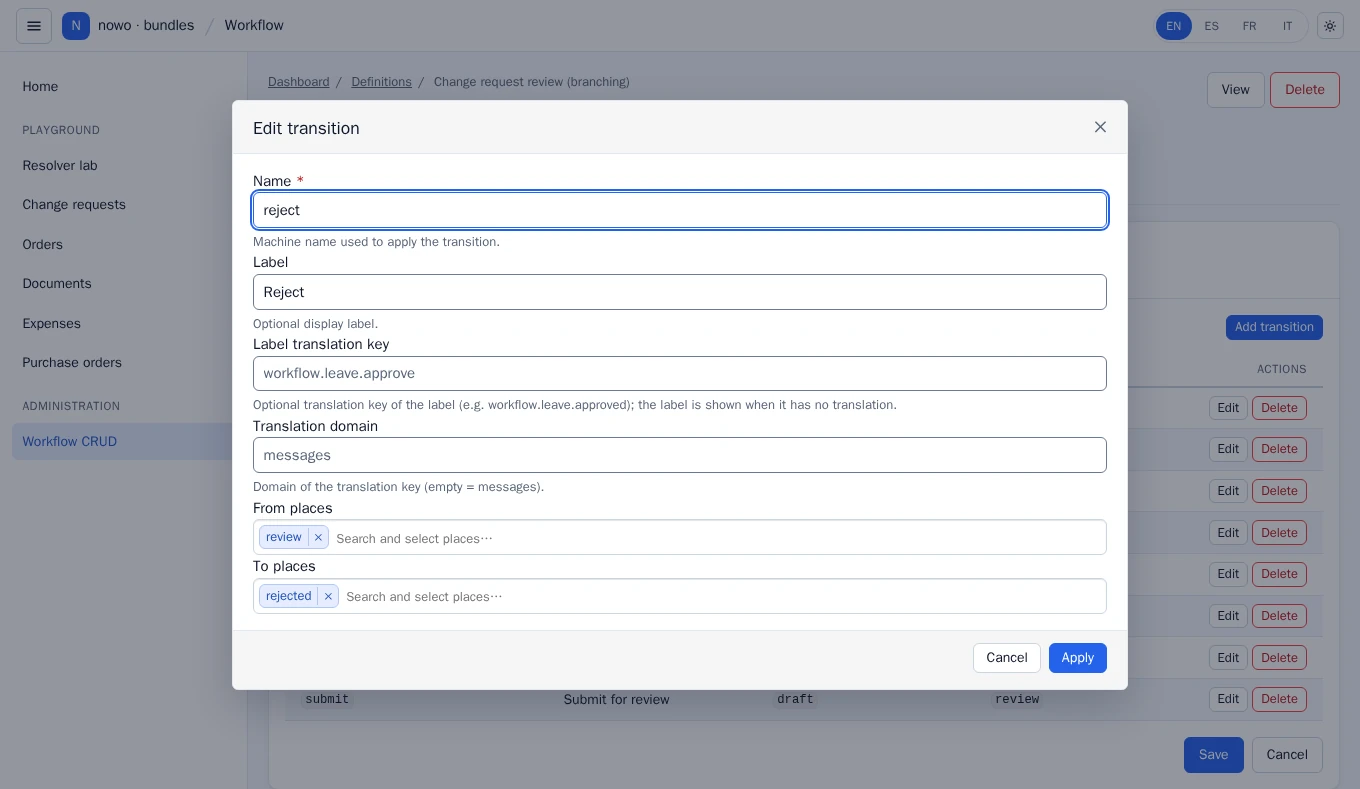 N nowo · bundles / Workflow EN ES FR IT
Home
PLAYGROUND
Resolver lab
Change requests
Orders
Documents
Expenses
Purchase orders
ADMINISTRATION
Workflow CRUD
Dashboard / Definitions / Change request review (branching)
View Delete
Edit transition
Name *
reject
Machine name used to apply the transition.
Label
Reject
Optional display label.
Label translation key
workflow.leave.approve
Optional translation key of the label (e.g. workflow.leave.approved); the label is shown when it has no translation.
Translation domain
messages
Domain of the translation key (empty = messages).
From places
review × Search and select places···
To places
rejected × Search and select places···
Cancel Apply
Add transition
ACTIONS
Edit Delete
Edit Delete
Edit Delete
Edit Delete
Edit Delete
Edit Delete
Edit Delete
submit Submit for review draft review Edit Delete
Save Cancel